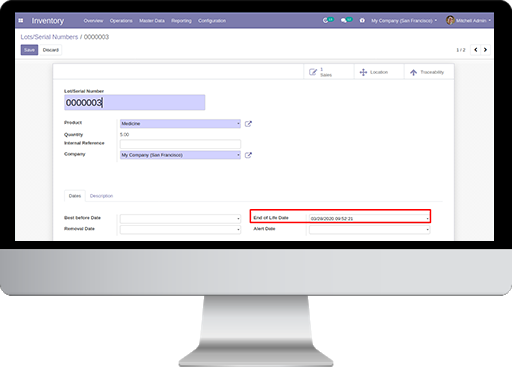 Inventory Overview Operations Master Data Reporting Configuration My Company (San Francisco) Mitchell Admin
Lots/Serial Numbers / 0000003
Save Discard 1 / 2
1
Sales Location Traceability
Lot/Serial Number
0000003
Product Medicine
Quantity 5.00
Internal Reference
Company My Company (San Francisco)
Dates Description
Best before Date End of Life Date 03/29/2020 09:52:21
Removal Date Alert Date